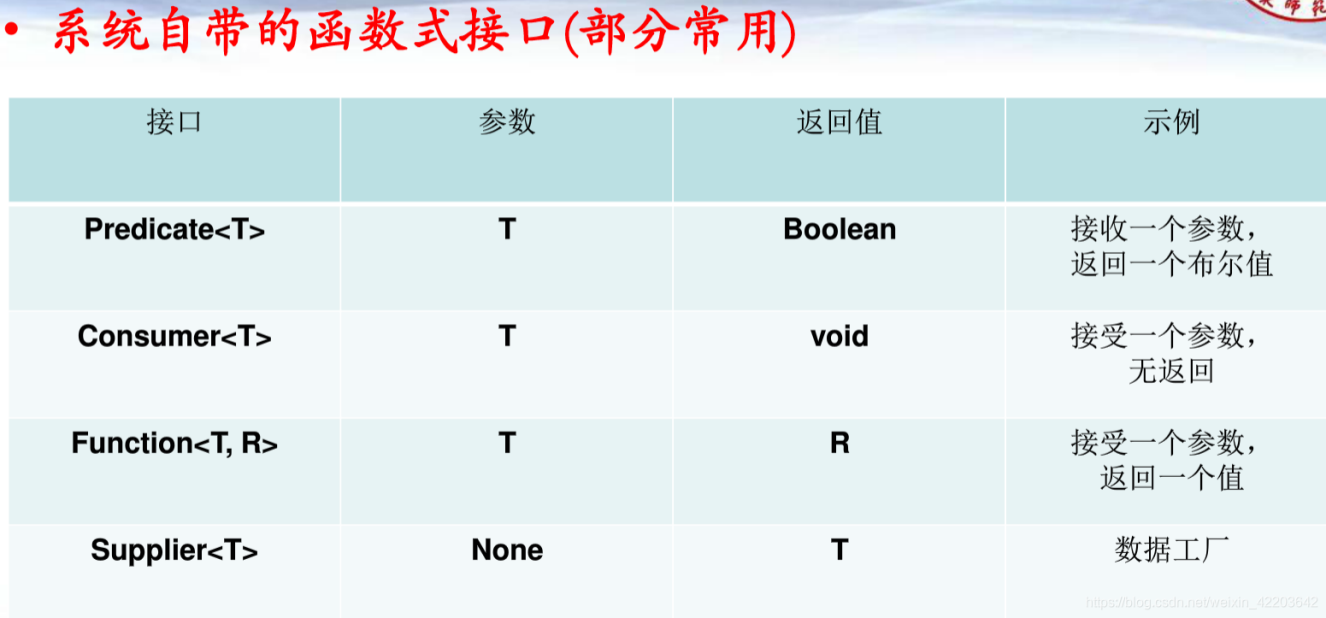 • 系统自带的函数式接口(部分常用)
接口 参数 返回值 示例
Predicate<T> T Boolean 接收一个参数，
返回一个布尔值
Consumer<T> T void 接受一个参数，
无返回
Function<T, R> T R 接受一个参数，
返回一个值
Supplier<T> None T 数据工厂
https://blog.csdn.net/weixin_42203642